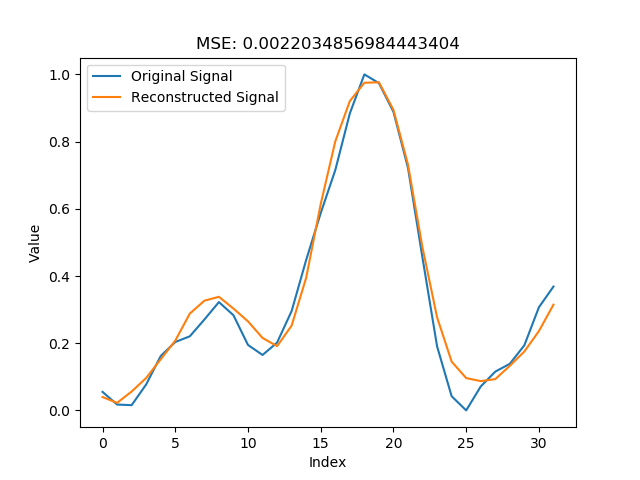 MSE: 0.0022034856984443404
Original Signal
Reconstructed Signal
1.0
0.8
0.6
0.4
0.2
0.0
Value
0 5 10 15 20 25 30
Index